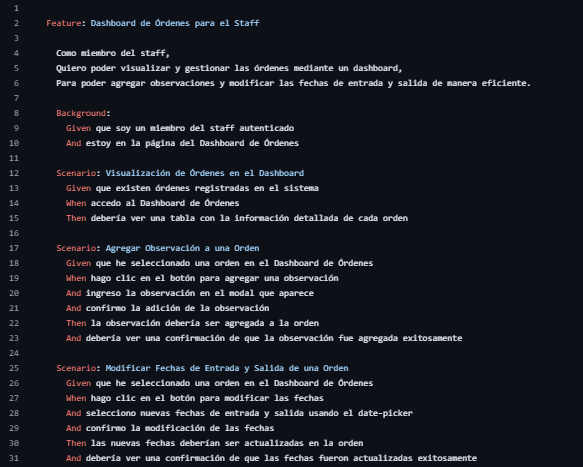 1
2 Feature: Dashboard de Órdenes para el Staff
3
4 Como miembro del staff,
5 Quiero poder visualizar y gestionar las órdenes mediante un dashboard,
6 Para poder agregar observaciones y modificar las fechas de entrada y salida de manera eficiente.
7
8 Background:
9 Given que soy un miembro del staff autenticado
10 And estoy en la página del Dashboard de Órdenes
11
12 Scenario: Visualización de Órdenes en el Dashboard
13 Given que existen órdenes registradas en el sistema
14 When accedo al Dashboard de Órdenes
15 Then debería ver una tabla con la información detallada de cada orden
16
17 Scenario: Agregar Observación a una Orden
18 Given que he seleccionado una orden en el Dashboard de Órdenes
19 When hago clic en el botón para agregar una observación
20 And ingreso la observación en el modal que aparece
21 And confirmo la adición de la observación
22 Then la observación debería ser agregada a la orden
23 And debería ver una confirmación de que la observación fue agregada exitosamente
24
25 Scenario: Modificar Fechas de Entrada y Salida de una Orden
26 Given que he seleccionado una orden en el Dashboard de Órdenes
27 When hago clic en el botón para modificar las fechas
28 And selecciono nuevas fechas de entrada y salida usando el date-picker
29 And confirmo la modificación de las fechas
30 Then las nuevas fechas deberían ser actualizadas en la orden
31 And debería ver una confirmación de que las fechas fueron actualizadas exitosamente